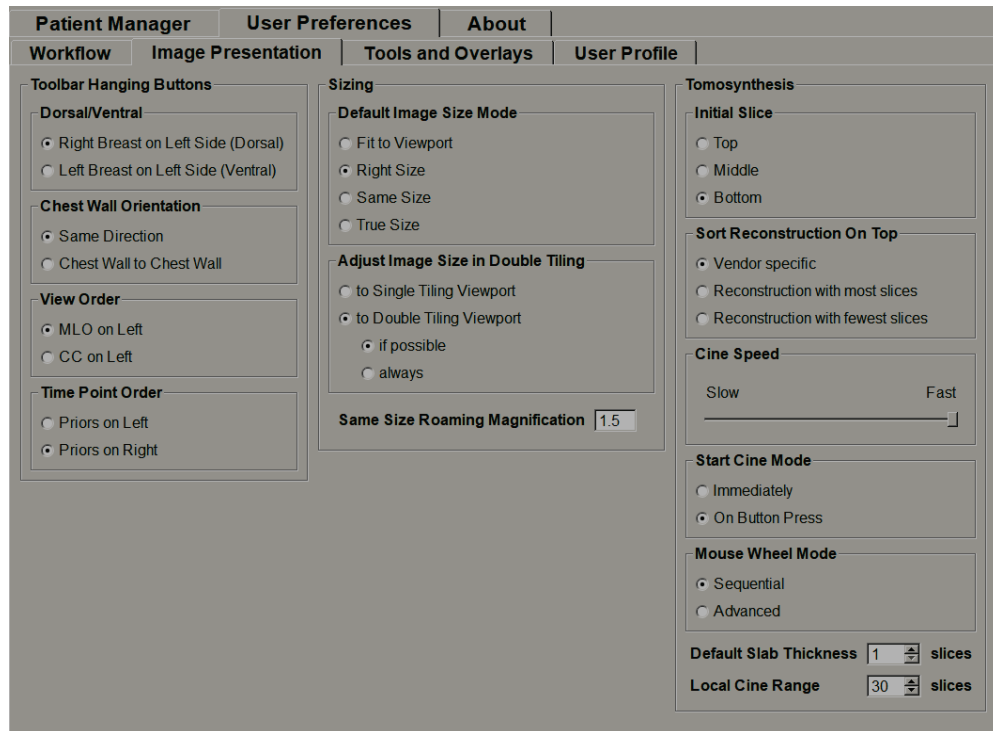 Patient Manager User Preferences About
Workflow Image Presentation Tools and Overlays User Profile
Toolbar Hanging Buttons
Dorsal/Ventral
Right Breast on Left Side (Dorsal)
Left Breast on Left Side (Ventral)
Chest Wall Orientation
Same Direction
Chest Wall to Chest Wall
View Order
MLO on Left
CC on Left
Time Point Order
Priors on Left
Priors on Right
Sizing
Default Image Size Mode
Fit to Viewport
Right Size
Same Size
True Size
Adjust Image Size in Double Tiling
to Single Tiling Viewport
to Double Tiling Viewport
if possible
always
Same Size Roaming Magnification 1.5
Tomosynthesis
Initial Slice
Top
Middle
Bottom
Sort Reconstruction On Top
Vendor specific
Reconstruction with most slices
Reconstruction with fewest slices
Cine Speed
Slow Fast
Start Cine Mode
Immediately
On Button Press
Mouse Wheel Mode
Sequential
Advanced
Default Slab Thickness 1 slices
Local Cine Range 30 slices